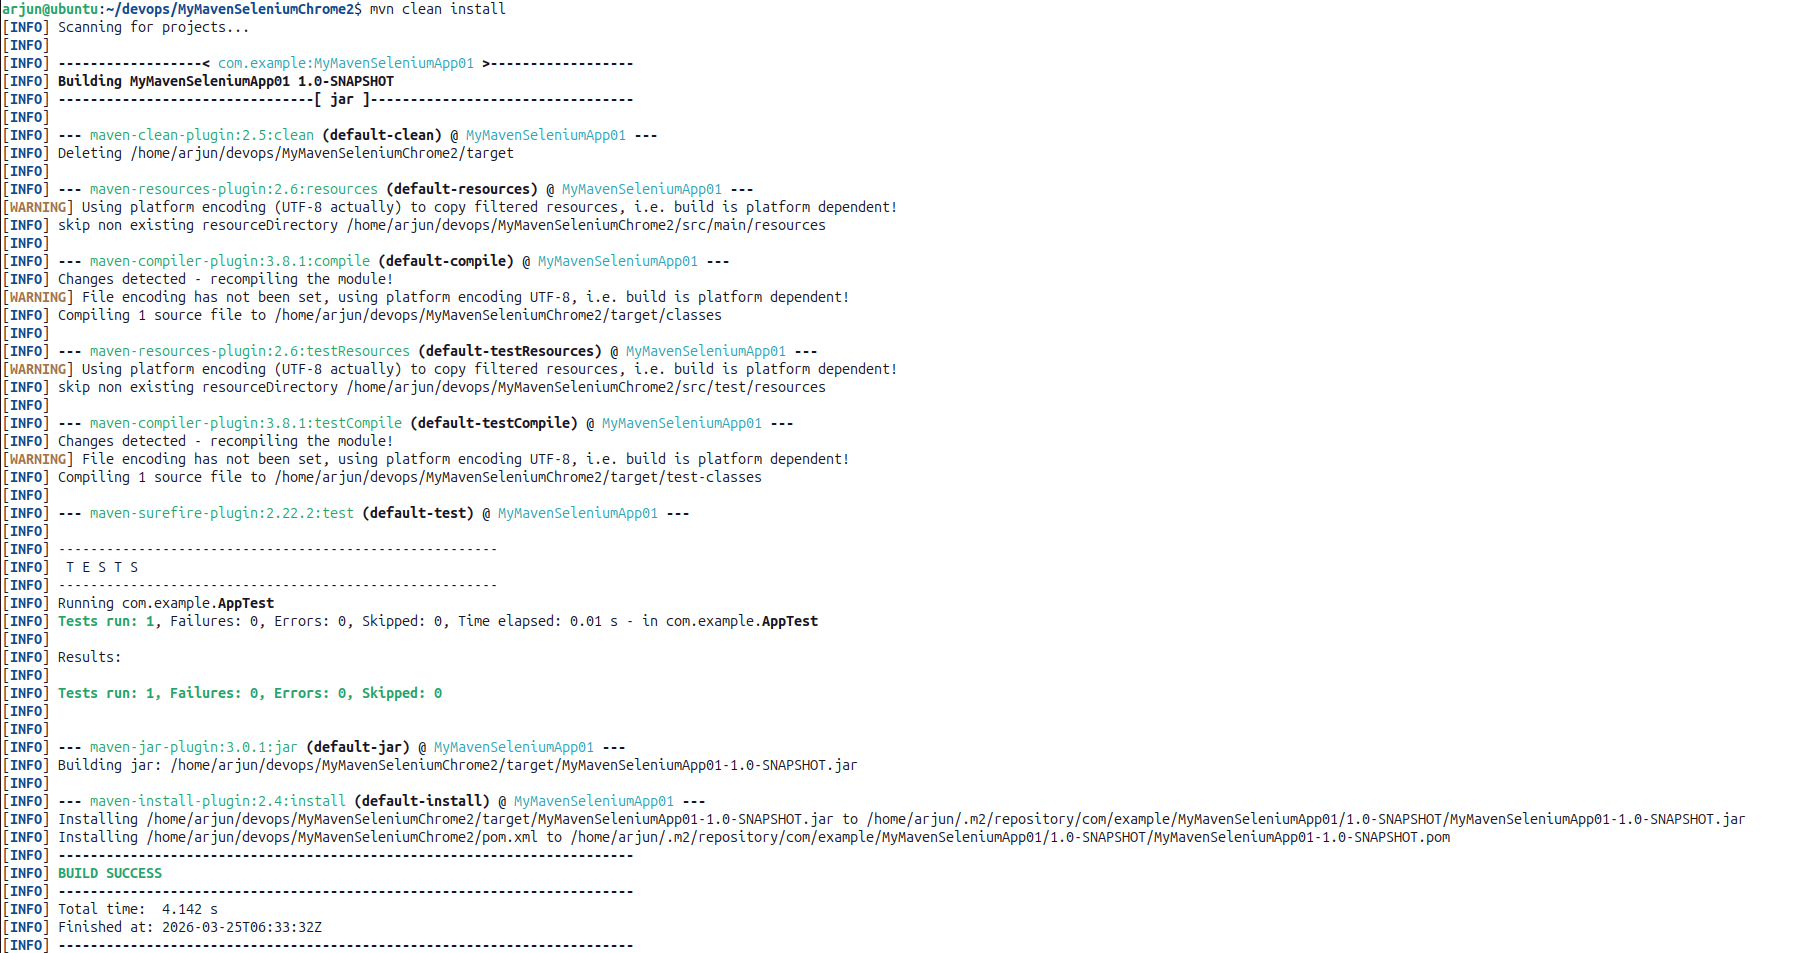 arjun@ubuntu:~/devops/MyMavenSeleniumChrome2$ mvn clean install
[INFO] Scanning for projects...
[INFO]
[INFO] ------------------< com.example:MyMavenSeleniumApp01 >------------------
[INFO] Building MyMavenSeleniumApp01 1.0-SNAPSHOT
[INFO] --------------------------------[ jar ]---------------------------------
[INFO]
[INFO] --- maven-clean-plugin:2.5:clean (default-clean) @ MyMavenSeleniumApp01 ---
[INFO] Deleting /home/arjun/devops/MyMavenSeleniumChrome2/target
[INFO]
[INFO] --- maven-resources-plugin:2.6:resources (default-resources) @ MyMavenSeleniumApp01 ---
[WARNING] Using platform encoding (UTF-8 actually) to copy filtered resources, i.e. build is platform dependent!
[INFO] skip non existing resourceDirectory /home/arjun/devops/MyMavenSeleniumChrome2/src/main/resources
[INFO]
[INFO] --- maven-compiler-plugin:3.8.1:compile (default-compile) @ MyMavenSeleniumApp01 ---
[INFO] Changes detected - recompiling the module!
[WARNING] File encoding has not been set, using platform encoding UTF-8, i.e. build is platform dependent!
[INFO] Compiling 1 source file to /home/arjun/devops/MyMavenSeleniumChrome2/target/classes
[INFO]
[INFO] --- maven-resources-plugin:2.6:testResources (default-testResources) @ MyMavenSeleniumApp01 ---
[WARNING] Using platform encoding (UTF-8 actually) to copy filtered resources, i.e. build is platform dependent!
[INFO] skip non existing resourceDirectory /home/arjun/devops/MyMavenSeleniumChrome2/src/test/resources
[INFO]
[INFO] --- maven-compiler-plugin:3.8.1:testCompile (default-testCompile) @ MyMavenSeleniumApp01 ---
[INFO] Changes detected - recompiling the module!
[WARNING] File encoding has not been set, using platform encoding UTF-8, i.e. build is platform dependent!
[INFO] Compiling 1 source file to /home/arjun/devops/MyMavenSeleniumChrome2/target/test-classes
[INFO]
[INFO] --- maven-surefire-plugin:2.22.2:test (default-test) @ MyMavenSeleniumApp01 ---
[INFO]
[INFO] -------------------------------------------------------
[INFO]  T E S T S
[INFO] -------------------------------------------------------
[INFO] Running com.example.AppTest
[INFO] Tests run: 1, Failures: 0, Errors: 0, Skipped: 0, Time elapsed: 0.01 s - in com.example.AppTest
[INFO]
[INFO] Results:
[INFO]
[INFO] Tests run: 1, Failures: 0, Errors: 0, Skipped: 0
[INFO]
[INFO]
[INFO] --- maven-jar-plugin:3.0.1:jar (default-jar) @ MyMavenSeleniumApp01 ---
[INFO] Building jar: /home/arjun/devops/MyMavenSeleniumChrome2/target/MyMavenSeleniumApp01-1.0-SNAPSHOT.jar
[INFO]
[INFO] --- maven-install-plugin:2.4:install (default-install) @ MyMavenSeleniumApp01 ---
[INFO] Installing /home/arjun/devops/MyMavenSeleniumChrome2/target/MyMavenSeleniumApp01-1.0-SNAPSHOT.jar to /home/arjun/.m2/repository/com/example/MyMavenSeleniumApp01/1.0-SNAPSHOT/MyMavenSeleniumApp01-1.0-SNAPSHOT.jar
[INFO] Installing /home/arjun/devops/MyMavenSeleniumChrome2/pom.xml to /home/arjun/.m2/repository/com/example/MyMavenSeleniumApp01/1.0-SNAPSHOT/MyMavenSeleniumApp01-1.0-SNAPSHOT.pom
[INFO] ------------------------------------------------------------------------
[INFO] BUILD SUCCESS
[INFO] ------------------------------------------------------------------------
[INFO] Total time:  4.142 s
[INFO] Finished at: 2026-03-25T06:33:32Z
[INFO] ------------------------------------------------------------------------